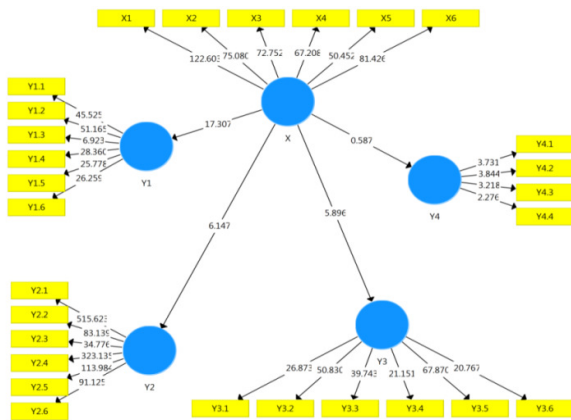 X1 X2 X3 X4 X5 X6
122.603 75.080 72.752 67.208 50.452 81.426
X
Y1.1
Y1.2
Y1.3
Y1.4
Y1.5
Y1.6
45.525
51.165
6.923
28.360
25.778
26.259
Y1
17.307
0.587
Y4.1
Y4.2
Y4.3
Y4.4
3.731
3.844
3.218
2.276
Y4
6.147
5.896
Y2.1
Y2.2
Y2.3
Y2.4
Y2.5
Y2.6
515.623
83.139
34.776
323.135
113.984
91.125
Y2
Y3
26.873 50.830 39.743 21.151 67.870 20.767
Y3.1 Y3.2 Y3.3 Y3.4 Y3.5 Y3.6